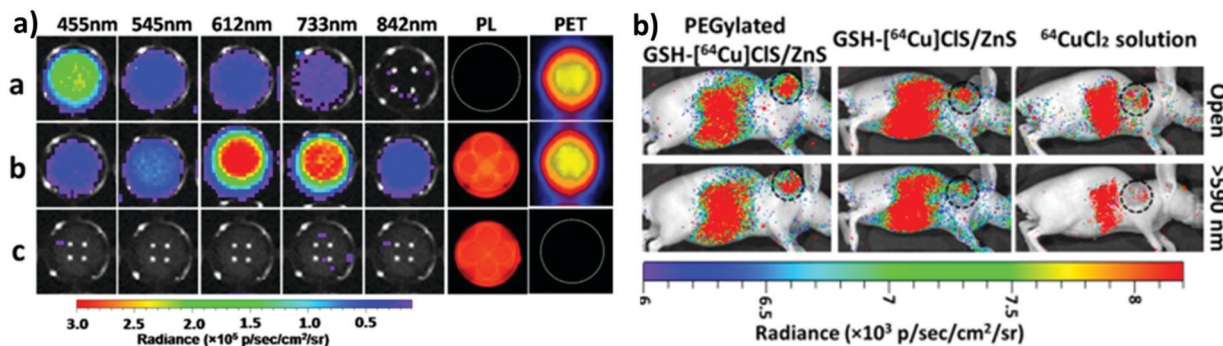 a)
455nm 545nm 612nm 733nm 842nm PL PET
a
b
c
3.0 2.5 2.0 1.5 1.0 0.5
Radiance (×10⁵ p/sec/cm²/sr)
b)
PEGylated
GSH-[⁶⁴Cu]CIS/ZnS GSH-[⁶⁴Cu]CIS/ZnS ⁶⁴CuCl₂ solution
Open
>590 nm
6 6.5 7 7.5 8
Radiance (×10³ p/sec/cm²/sr)